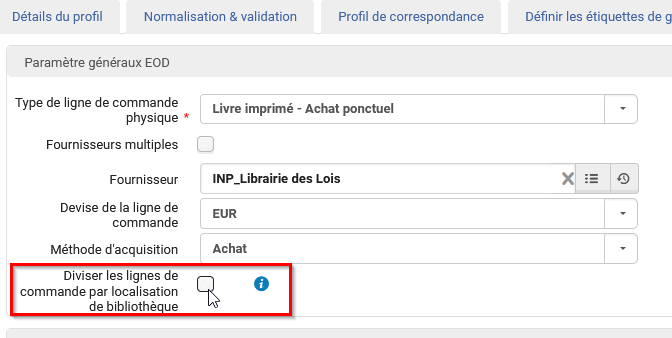 Détails du profil
Normalisation & validation
Profil de correspondance
Définir les étiquettes de g
Paramètre généraux EOD
Type de ligne de commande
physique *
Livre imprimé - Achat ponctuel
Fournisseurs multiples
Fournisseur
INP_Librairie des Lois
Devise de la ligne de
commande
EUR
Méthode d'acquisition
Achat
Diviser les lignes de
commande par localisation
de bibliothèque